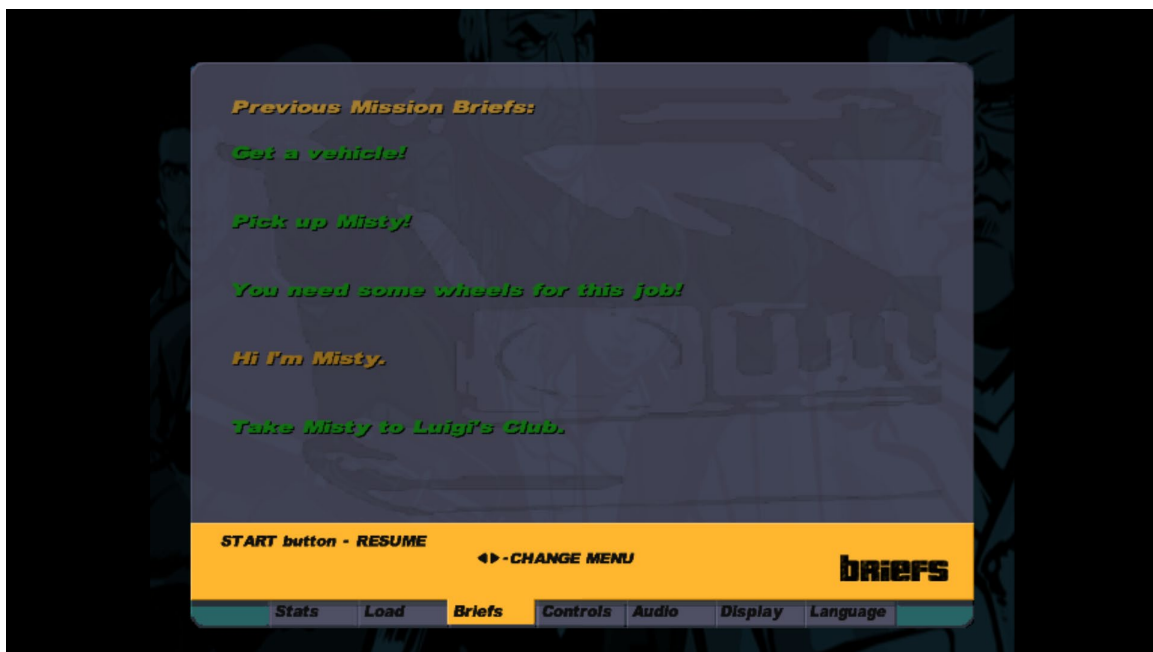 Previous Mission Briefs:
Get a vehicle!
Pick up Misty!
You need some wheels for this job!
Hi I'm Misty.
Take Misty to Luigi's Club.
START button - RESUME
◄►-CHANGE MENU
BRIEFS
Stats Load Briefs Controls Audio Display Language